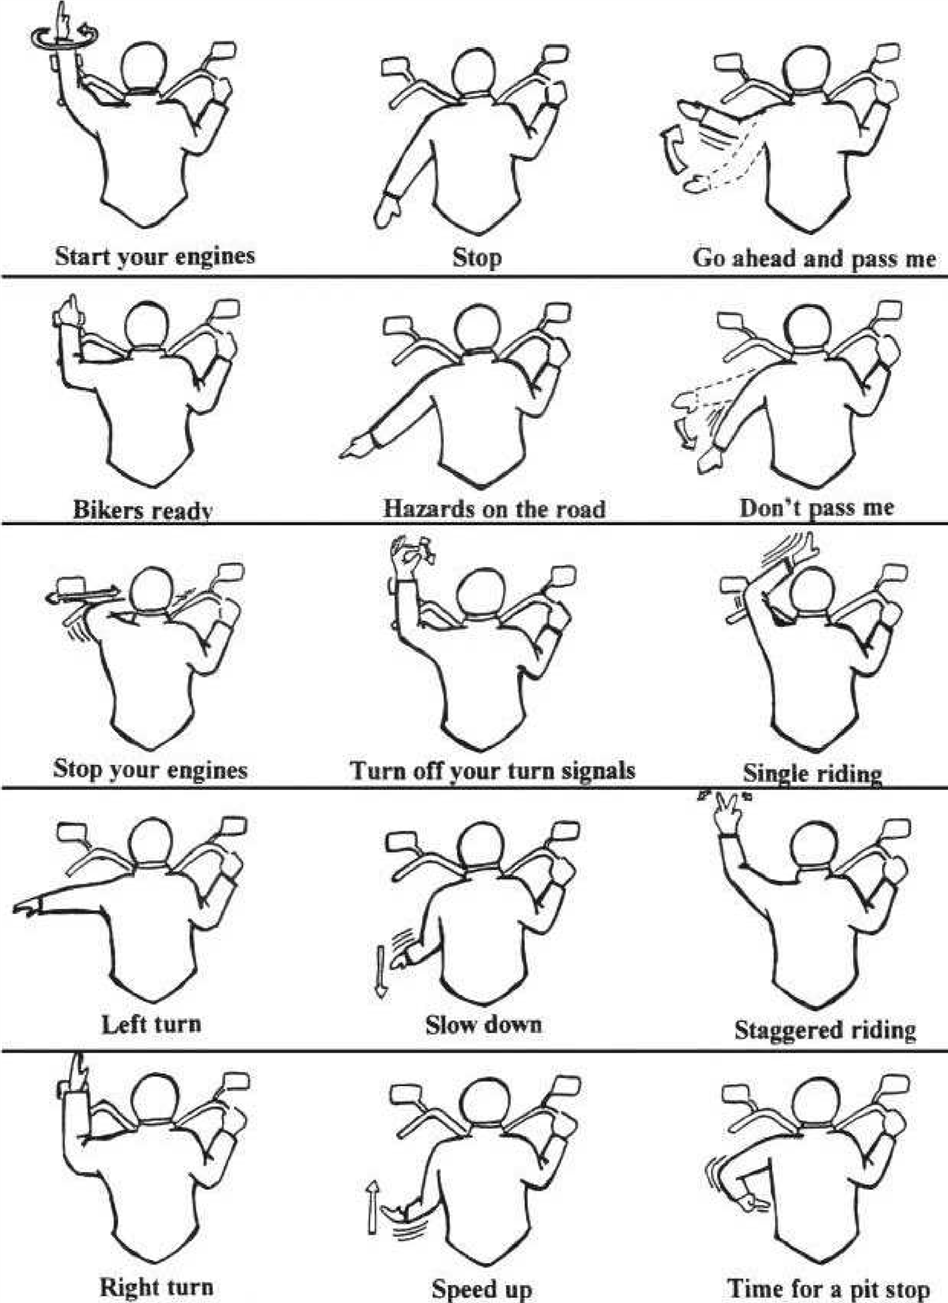 Start your engines
Stop
Go ahead and pass me
Bikers ready
Hazards on the road
Don't pass me
Stop your engines
Turn off your turn signals
Single riding
Left turn
Slow down
Staggered riding
Right turn
Speed up
Time for a pit stop